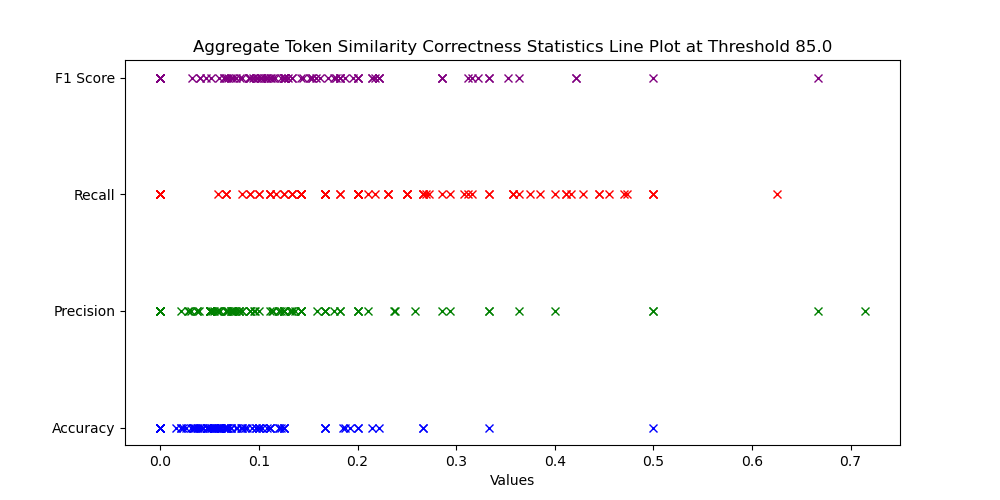 Aggregate Token Similarity Correctness Statistics Line Plot at Threshold 85.0
F1 Score
Recall
Precision
Accuracy
0.0 0.1 0.2 0.3 0.4 0.5 0.6 0.7
Values